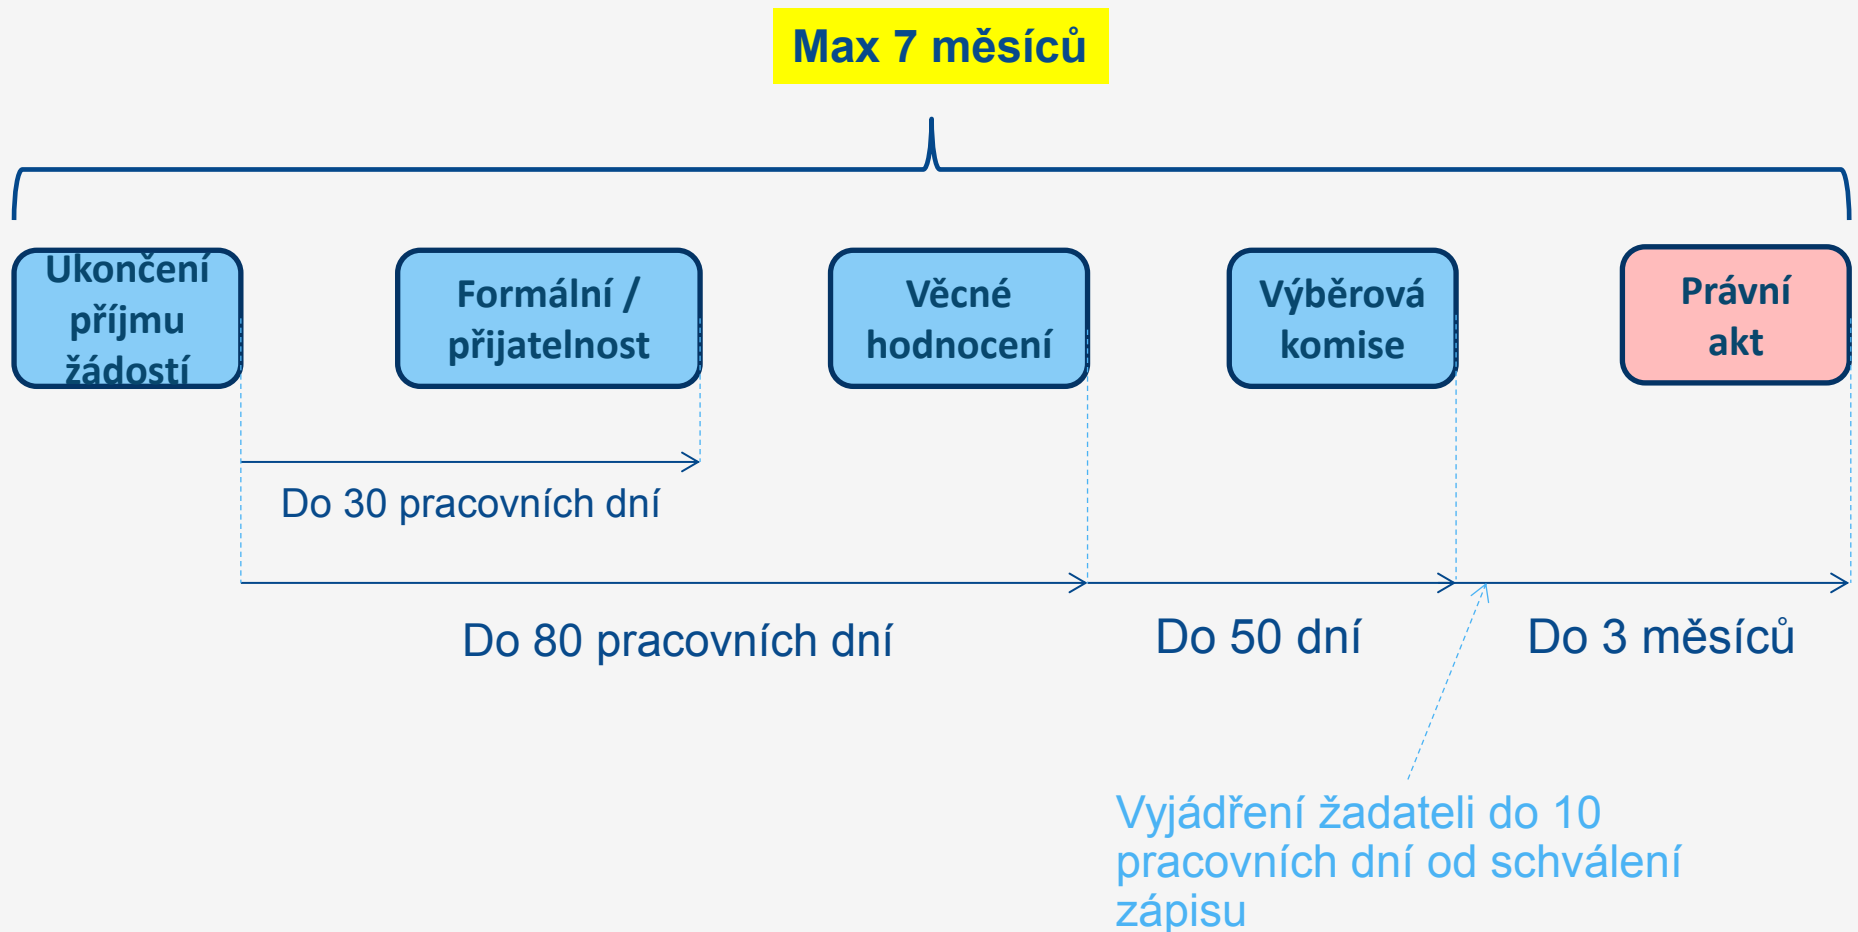 Max 7 měsíců
Ukončení
příjmu
žádostí
Formální /
přijatelnost
Věcné
hodnocení
Výběrová
komise
Právní
akt
Do 30 pracovních dní
Do 80 pracovních dní
Do 50 dní
Do 3 měsíců
Vyjádření žadateli do 10
pracovních dní od schválení
zápisu